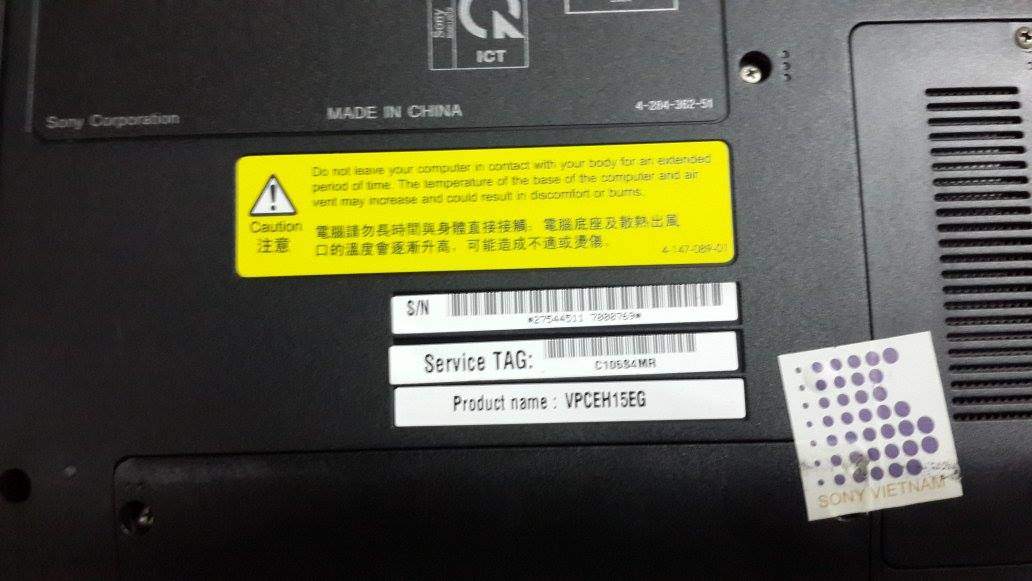 Sony
ICT
Sony Corporation
MADE IN CHINA
4-284-362-51
Do not leave your computer in contact with your body for an extended
period of time. The temperature of the base of the computer and air
vent may increase and could result in discomfort or burns.
Caution
注意
電腦請勿長時間與身體直接接觸；電腦底座及散熱出風
口的溫度會逐漸升高，可能造成不適或燙傷。
4-147-089-01
S/N
*27544511 7000769*
Service TAG:
C10684MR
Product name : VPCEH15EG
SONY VIETNAM